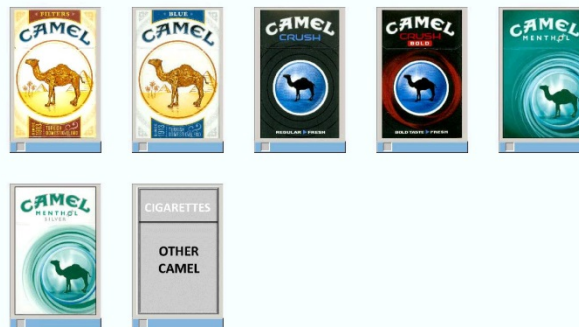 FILTERS
CAMEL
BLUE
CAMEL
CAMEL
CRUSH
REGULAR FRESH
CAMEL
CRUSH
BOLD
BOLD TASTE FRESH
CAMEL
MENTHOL
CAMEL
MENTHOL
SILVER
CIGARETTES
OTHER
CAMEL